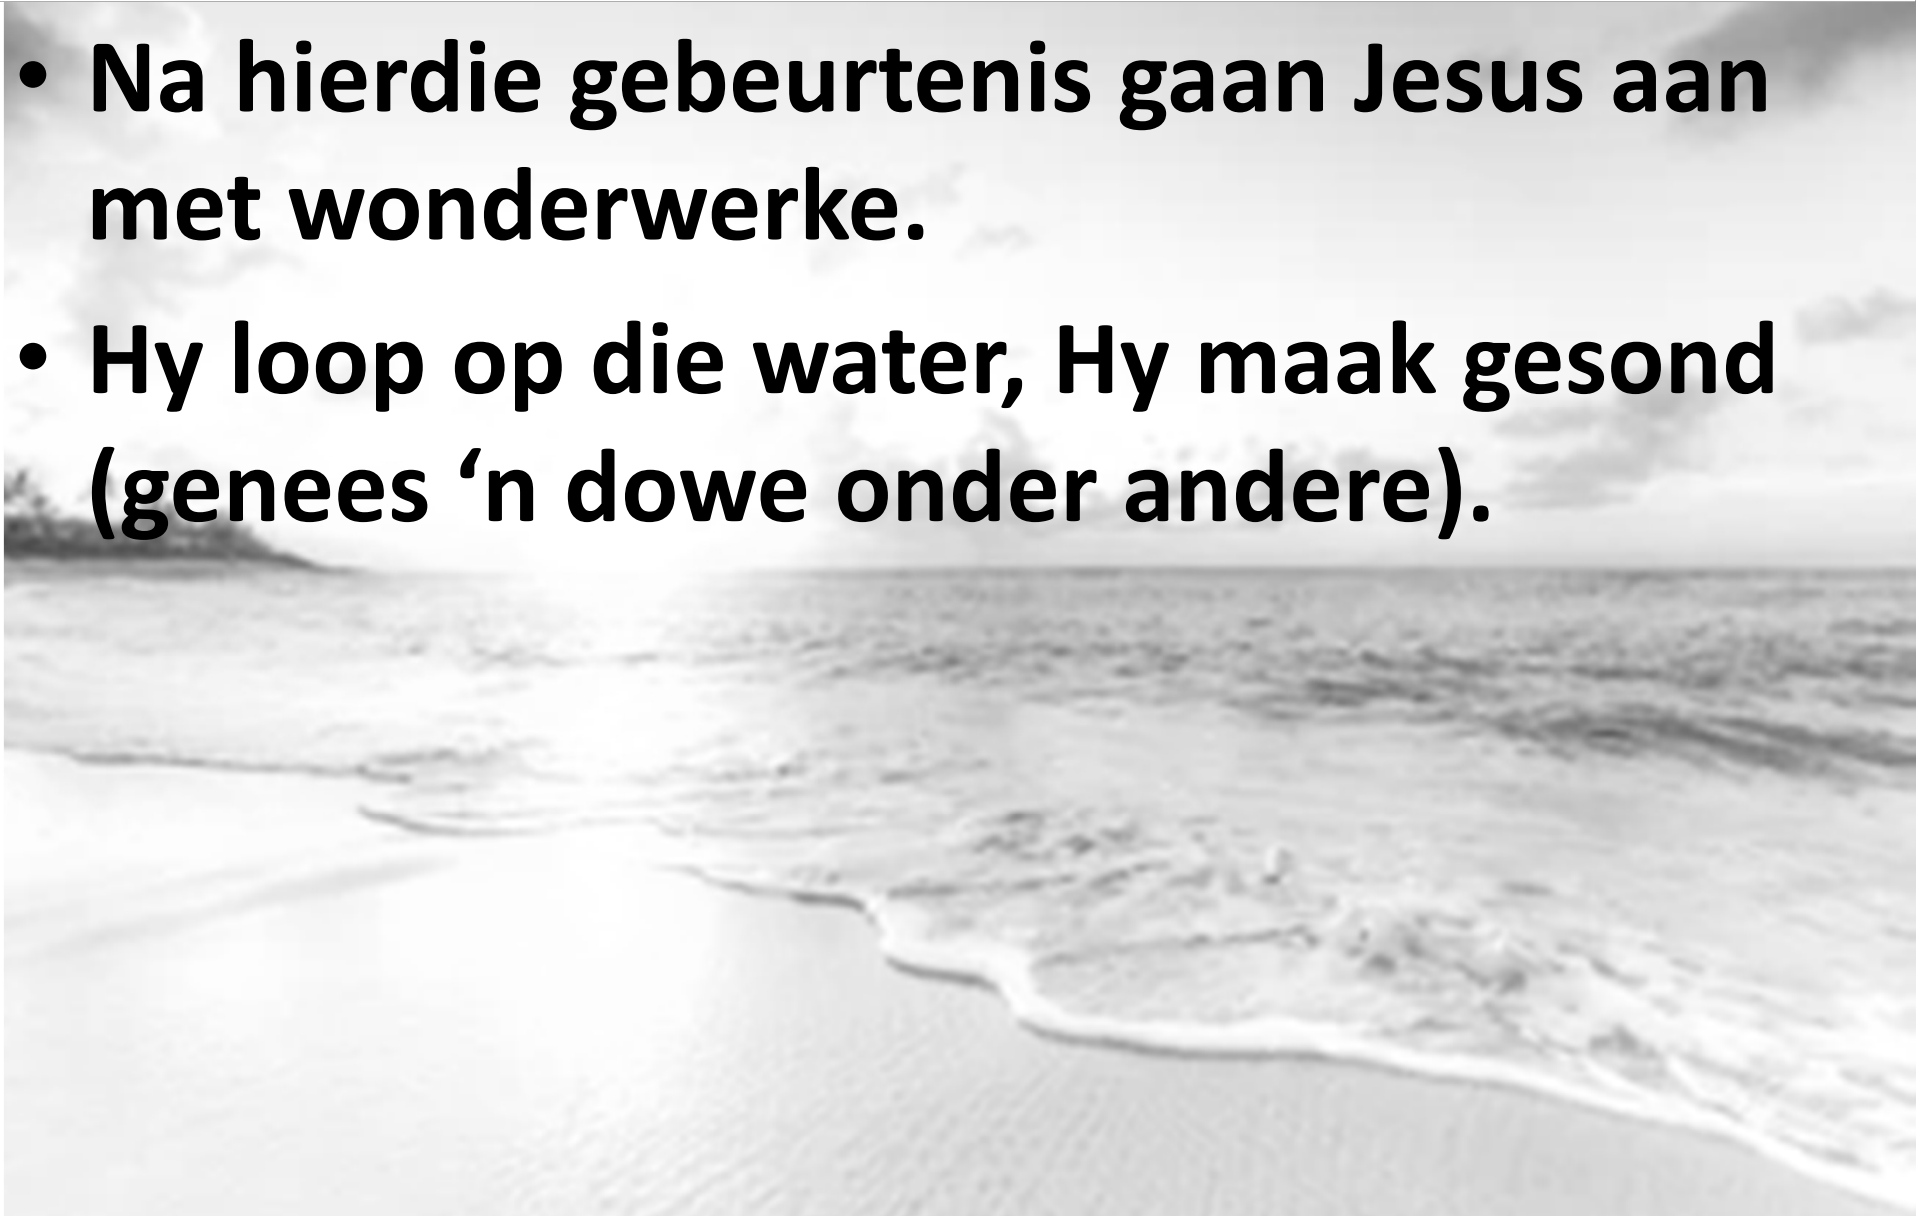 • Na hierdie gebeurtenis gaan Jesus aan
met wonderwerke.
• Hy loop op die water, Hy maak gesond
(genees ‘n dowe onder andere).